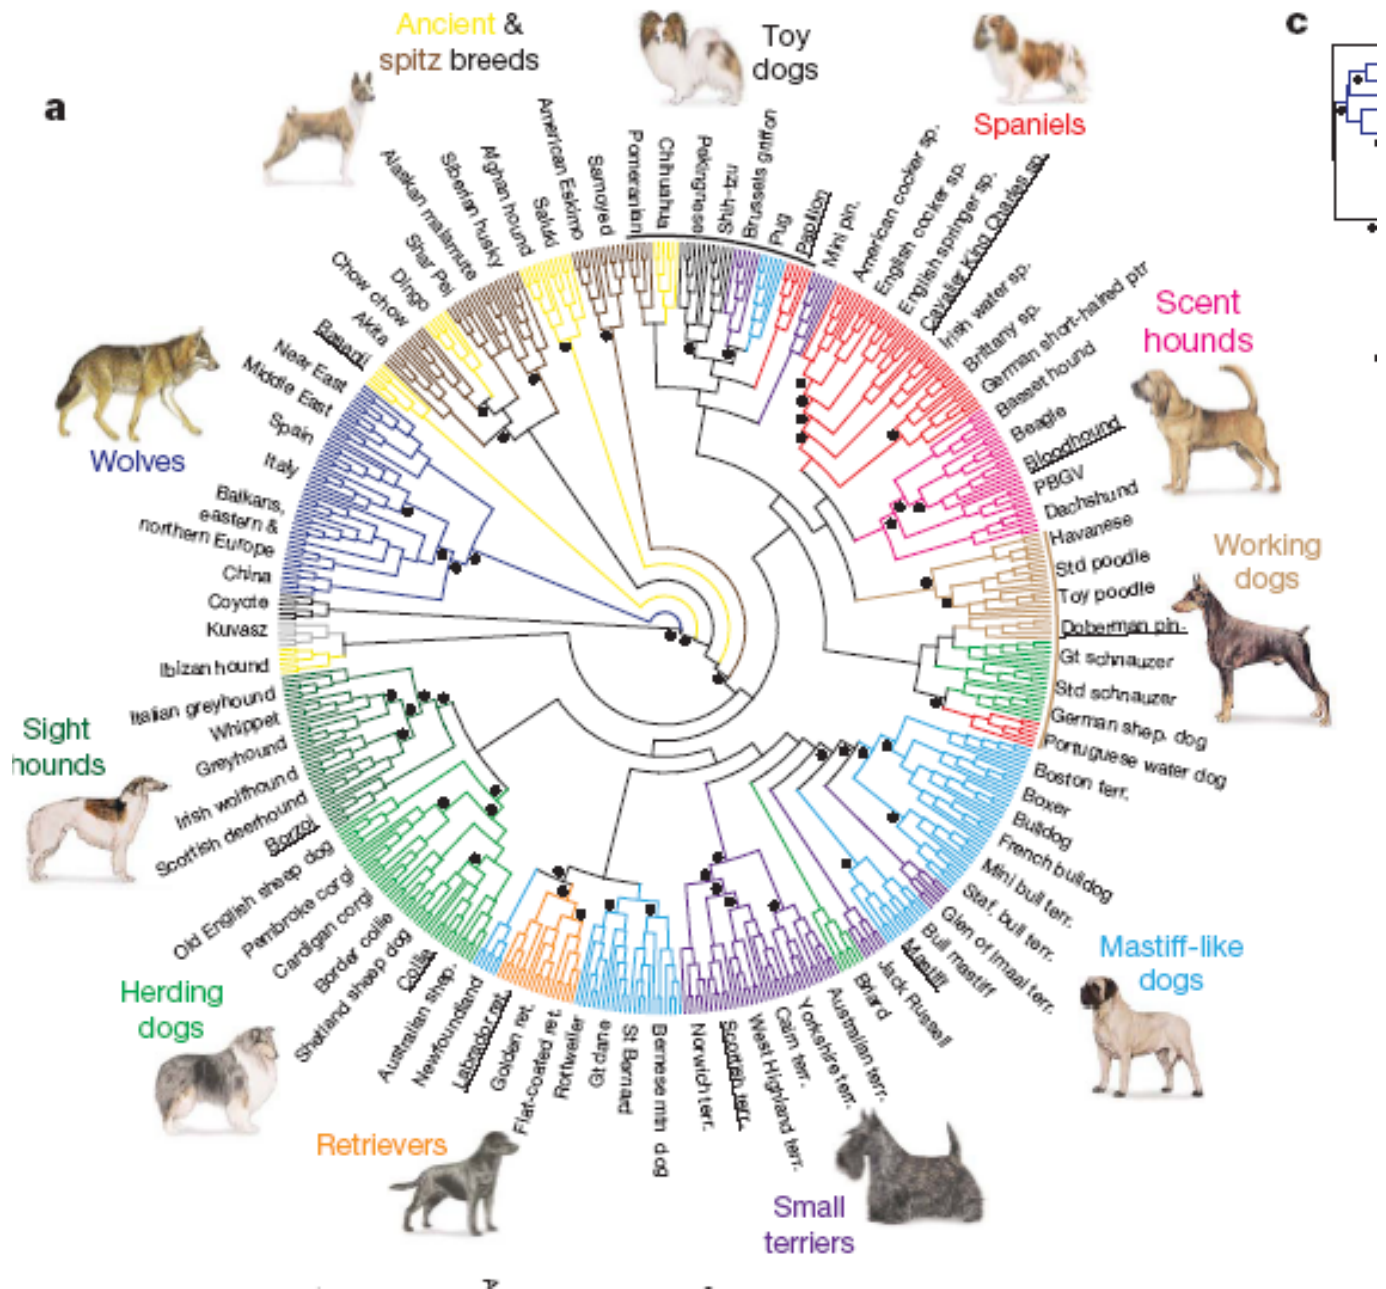 a
Ancient &
spitz breeds
Toy
dogs
Spaniels
c
Scent
hounds
Working
dogs
Mastiff-like
dogs
Small
terriers
Retrievers
Herding
dogs
Sight
hounds
Wolves
Basenji
Akita
Chow chow
Dingo
Shar Pei
Alaskan malamute
Siberian husky
Afghan hound
Saluki
American Eskimo
Samoyed
Pomeranian
Chihuahua
Pekingnese
Shih-tzu
Brussels griffon
Pug
Papillon
Mini pin.
American cocker sp.
English cocker sp.
English springer sp.
Cavalier King Charles sp.
Irish water sp.
Brittany sp.
German short-haired ptr
Basset hound
Beagle
Bloodhound
PBGV
Dachshund
Havanese
Std poodle
Toy poodle
Doberman pin.
Gt schnauzer
Std schnauzer
German shep. dog
Portuguese water dog
Boston terr.
Boxer
Bulldog
French bulldog
Mini bull terr.
Staf. bull terr.
Glen of Imaal terr.
Bull mastiff
Mastiff
Jack Russell
Briard
Australian terr.
Yorkshire terr.
Cairn terr.
West Highland terr.
Scottish terr.
Norwich terr.
Bernese mtn dog
St Bernard
Gt dane
Rottweiler
Flat-coated ret.
Golden ret.
Labrador ret.
Newfoundland
Australian shep.
Collie
Shetland sheep dog
Border collie
Cardigan corgi
Pembroke corgi
Old English sheep dog
Borzoi
Scottish deerhound
Irish wolfhound
Greyhound
Whippet
Italian greyhound
Ibizan hound
Kuvasz
Coyote
China
Balkans,
eastern &
northern Europe
Italy
Spain
Middle East
Near East